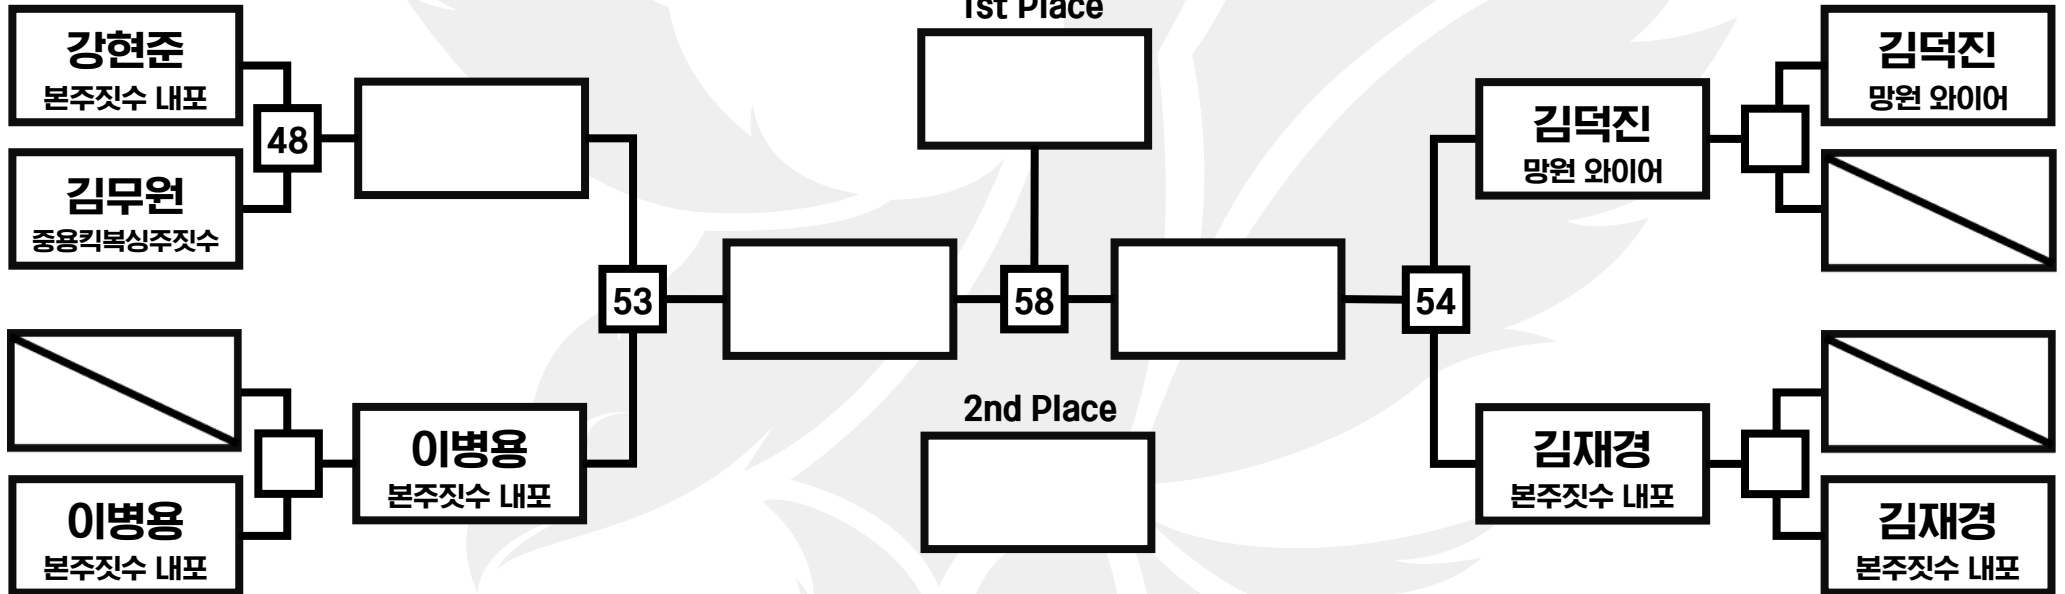 1st Place
강현준
본주짓수 내포
48
김무원
중용킥복싱주짓수
이병용
본주짓수 내포
이병용
본주짓수 내포
53
58
2nd Place
54
김덕진
망원 와이어
김덕진
망원 와이어
김재경
본주짓수 내포
김재경
본주짓수 내포